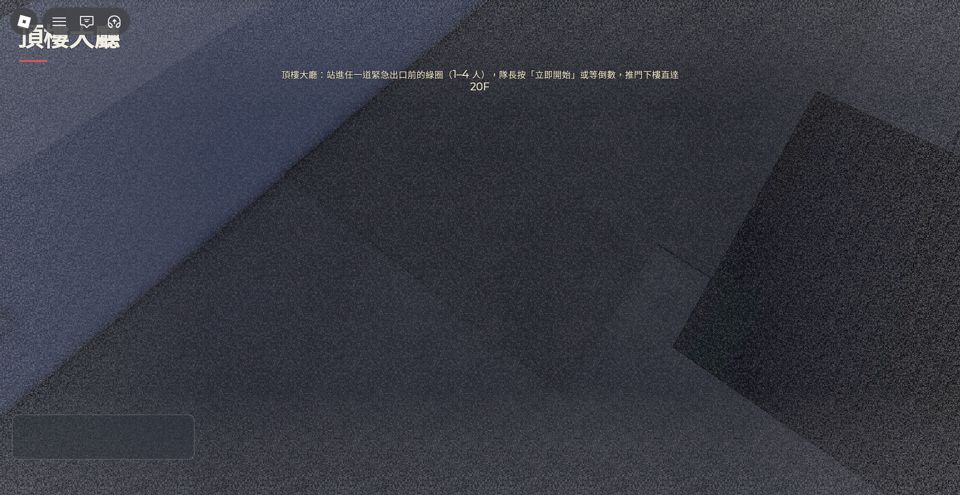 頂樓大廳
頂樓大廳：站進任一道緊急出口前的綠圈（1–4 人），隊長按「立即開始」或等倒數，推門下樓直達
20F